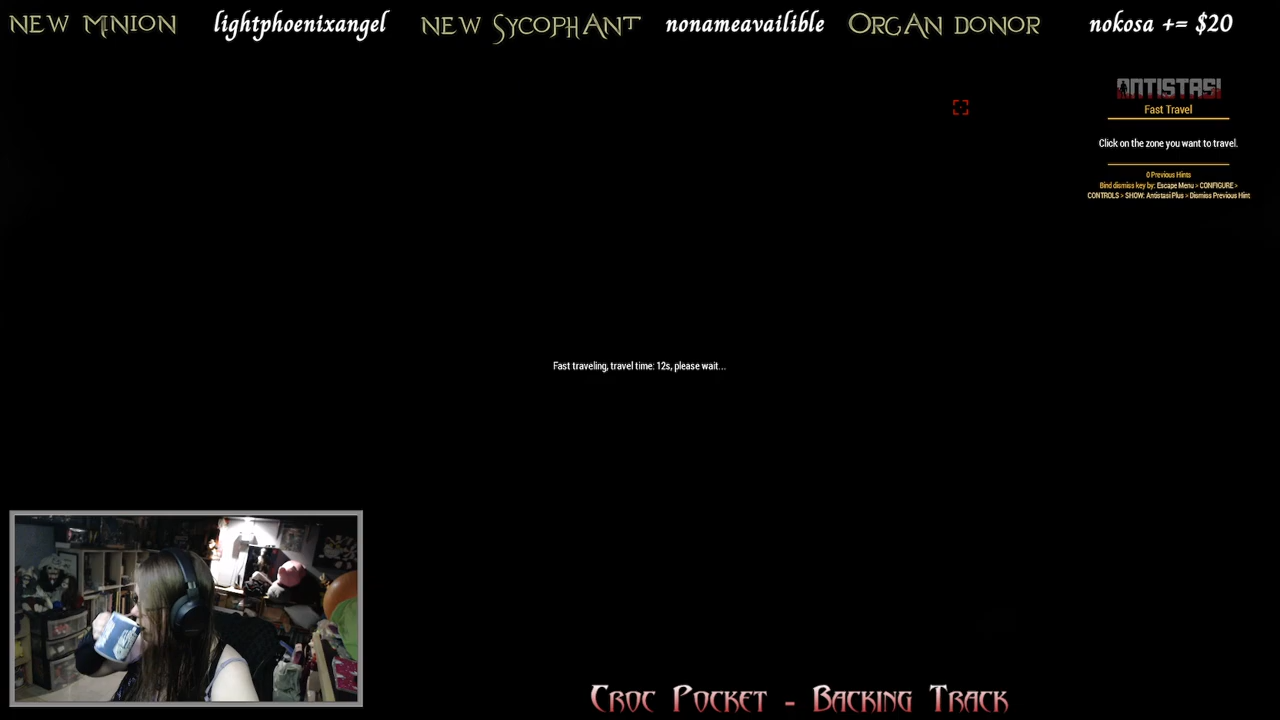 NEW MINION lightphoenixangel NEW SYCOPHANT nonameavailible ORGAN DONOR nokosa += $20
ANTISTASI
Fast Travel
Click on the zone you want to travel.
0 Previous Hints
Bind dismiss key by: Escape Menu > CONFIGURE >
CONTROLS > SHOW: Antistasi Plus > Dismiss Previous Hint
Fast traveling, travel time: 12s, please wait...
Croc Pocket - Backing Track